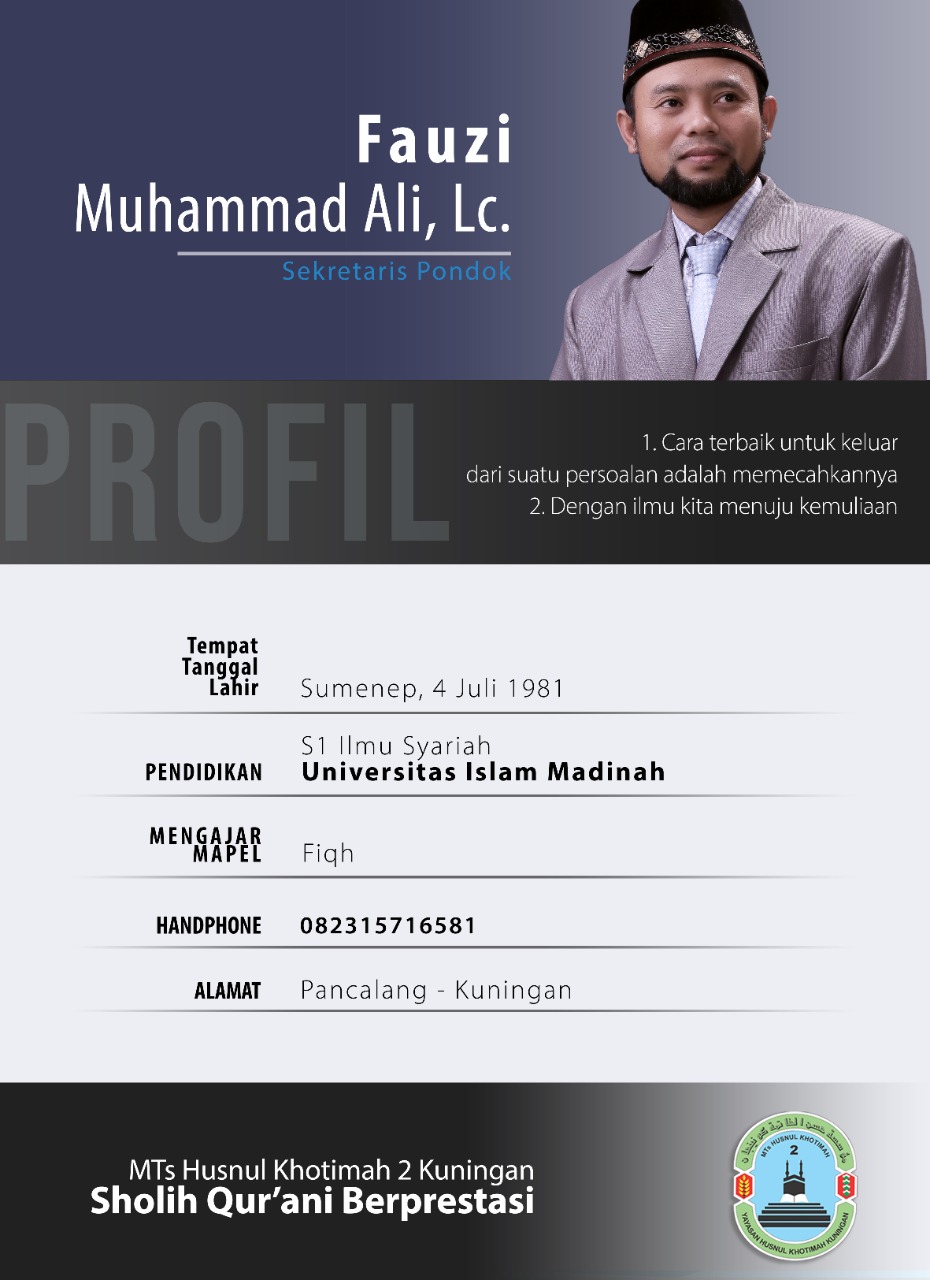 Fauzi
Muhammad Ali, Lc.
Sekretaris Pondok
PROFIL
1. Cara terbaik untuk keluar
dari suatu persoalan adalah memecahkannya
2. Dengan ilmu kita menuju kemuliaan
Tempat
Tanggal
Lahir
Sumenep, 4 Juli 1981
S1 Ilmu Syariah
PENDIDIKAN Universitas Islam Madinah
MENGAJAR
MAPEL
Fiqh
HANDPHONE 082315716581
ALAMAT Pancalang - Kuningan
MTs Husnul Khotimah 2 Kuningan
Sholih Qur’ani Berprestasi
MTs HUSNUL KHOTIMAH
2
YAYASAN HUSNUL KHOTIMAH KUNINGAN